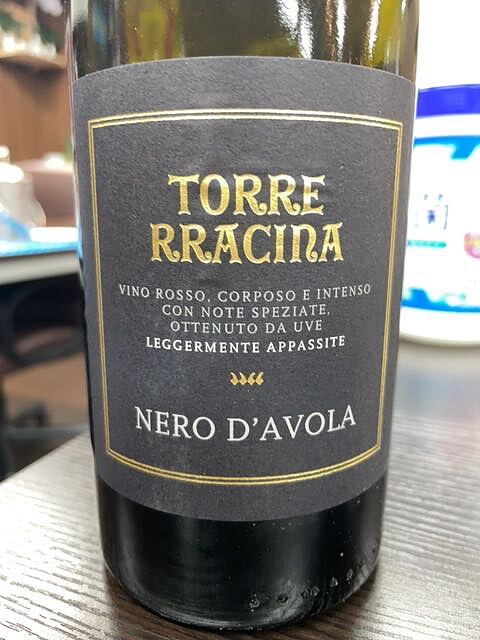 TORRE
RRACINA
VINO ROSSO, CORPOSO E INTENSO
CON NOTE SPEZIATE,
OTTENUTO DA UVE
LEGGERMENTE APPASSITE
NERO D'AVOLA